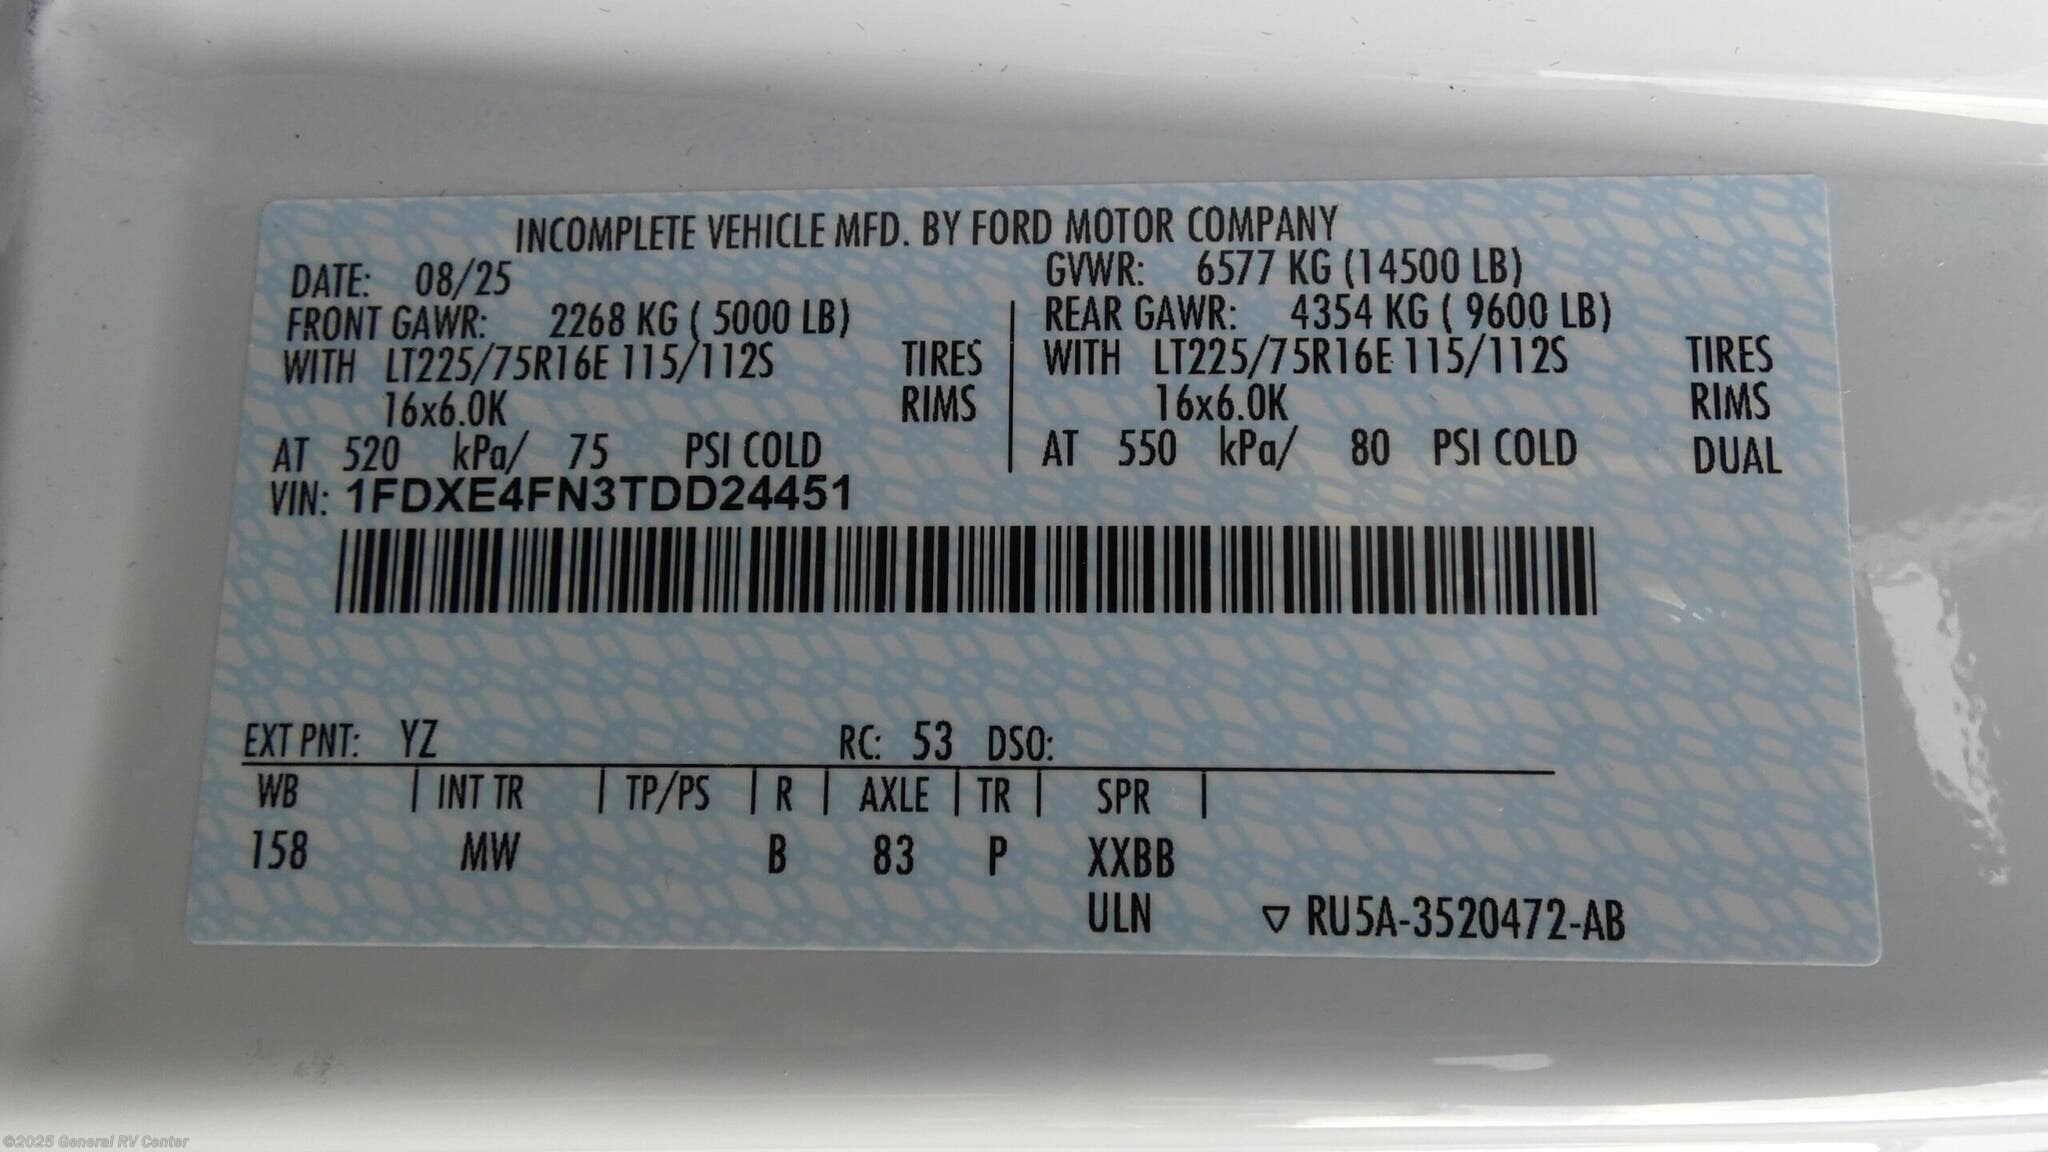 INCOMPLETE VEHICLE MFD. BY FORD MOTOR COMPANY
DATE: 08/25 GVWR: 6577 KG (14500 LB)
FRONT GAWR: 2268 KG ( 5000 LB) REAR GAWR: 4354 KG ( 9600 LB)
WITH LT225/75R16E 115/112S TIRES WITH LT225/75R16E 115/112S TIRES
16x6.0K RIMS 16x6.0K RIMS
AT 520 kPa/ 75 PSI COLD AT 550 kPa/ 80 PSI COLD DUAL
VIN: 1FDXE4FN3TDD24451
EXT PNT: YZ RC: 53 DSO:
WB | INT TR | TP/PS | R | AXLE | TR | SPR |
158 MW B 83 P XXBB
ULN ▽ RU5A-3520472-AB
©2025 General RV Center